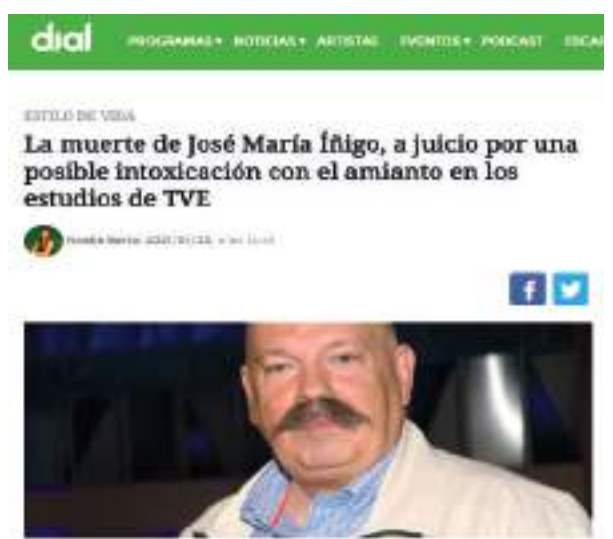 dial
PROGRAMAS NOTICIAS ARTISTAS EVENTOS PODCAST
ESTILO DE VIDA
La muerte de José María Íñigo, a juicio por una
posible intoxicación con el amianto en los
estudios de TVE
f